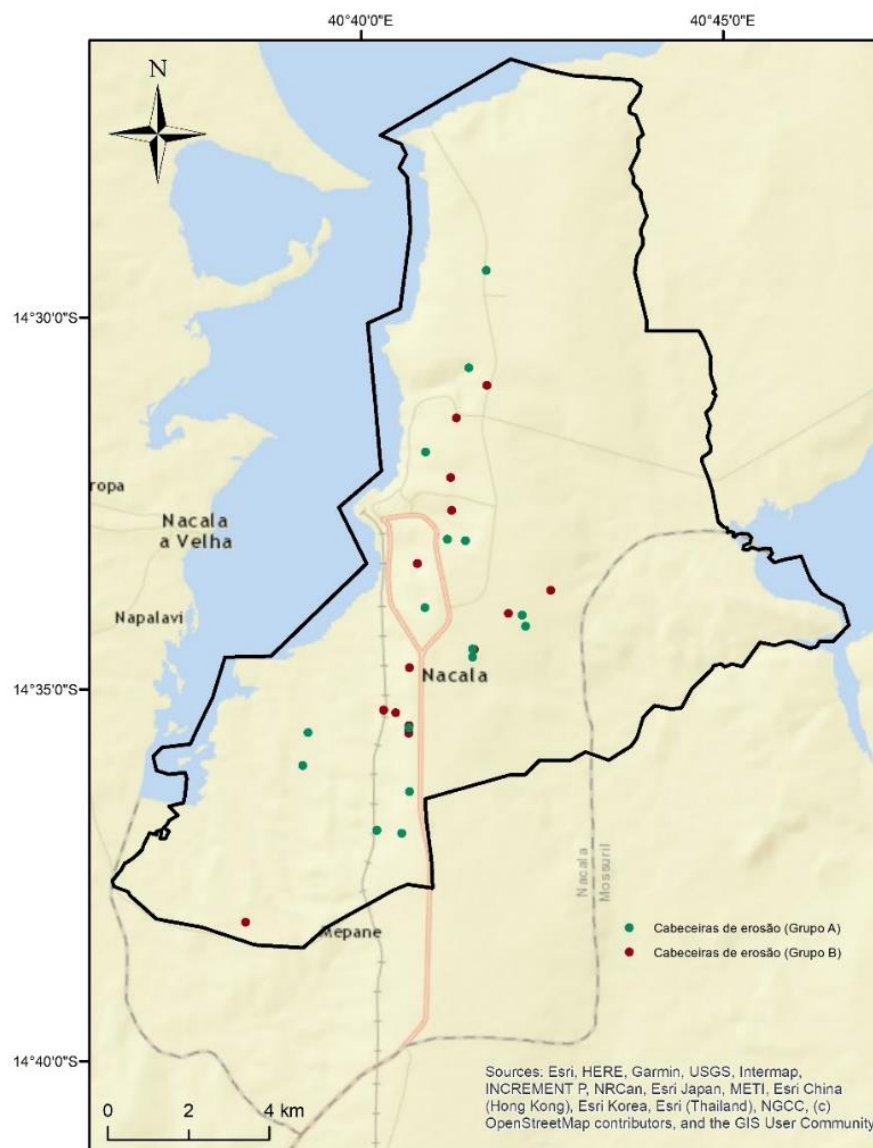 40°40'0"E
40°45'0"E
N
14°30'0"S
ropa
Nacala
a Velha
Napalavi
14°35'0"S
Nacala
Nacala
Mossuril
Cabeceiras de erosão (Grupo A)
Mepane
Cabeceiras de erosão (Grupo B)
14°40'0"S
Sources: Esri, HERE, Garmin, USGS, Intermap,
INCREMENT P, NRCan, Esri Japan, METI, Esri China
(Hong Kong), Esri Korea, Esri (Thailand), NGCC, (c)
OpenStreetMap contributors, and the GIS User Community
0 2 4 km